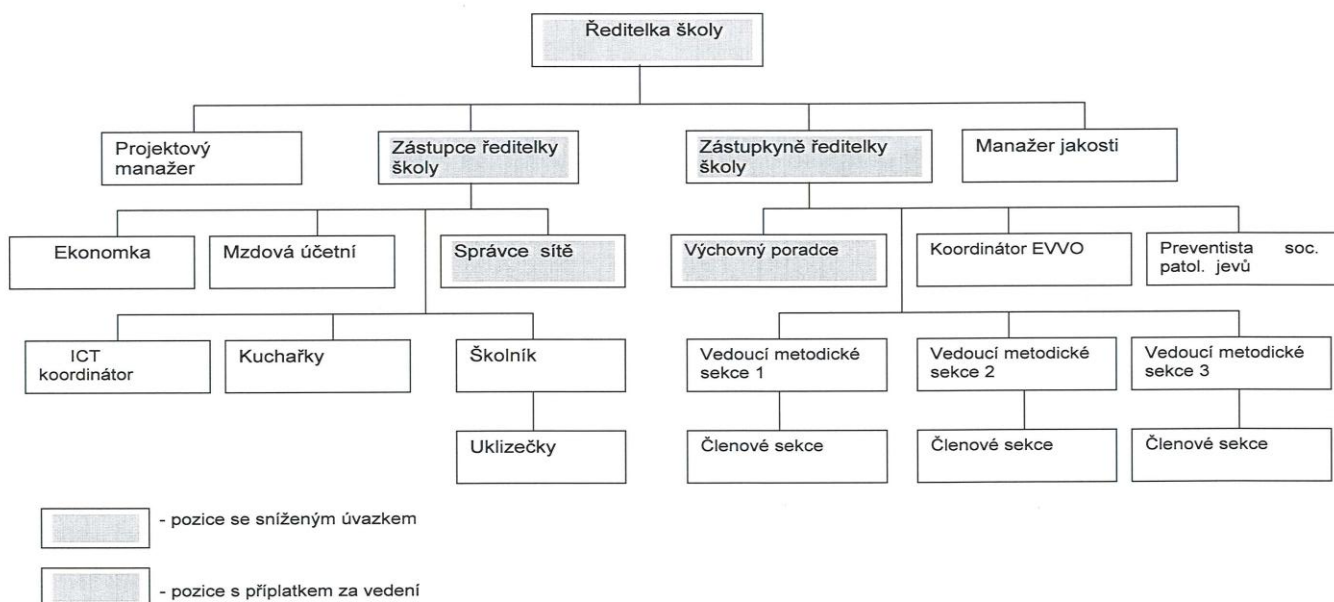 Ředitelka školy
Projektový
manažer
Zástupce ředitelky
školy
Zástupkyně ředitelky
školy
Manažer jakosti
Ekonomka
Mzdová účetní
Správce sítě
Výchovný poradce
Koordinátor EVVO
Preventista soc.
patol. jevů
ICT
koordinátor
Kuchařky
Školník
Vedoucí metodické
sekce 1
Vedoucí metodické
sekce 2
Vedoucí metodické
sekce 3
Uklizečky
Členové sekce
Členové sekce
Členové sekce
- pozice se sníženým úvazkem
- pozice s příplatkem za vedení